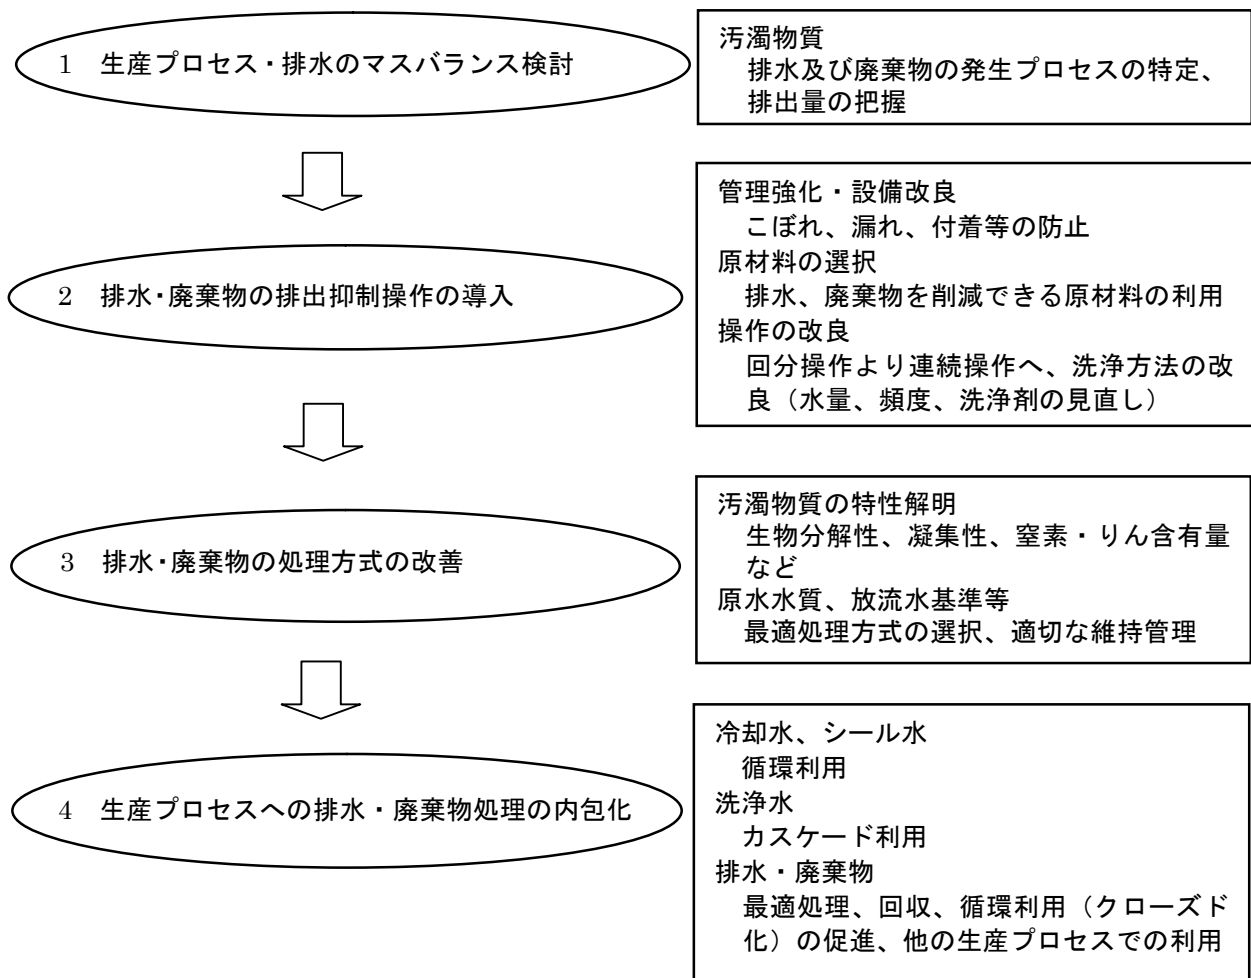 1 生産プロセス・排水のマスバランス検討
汚濁物質
排水及び廃棄物の発生プロセスの特定、
排出量の把握
2 排水・廃棄物の排出抑制操作の導入
管理強化・設備改良
こぼれ、漏れ、付着等の防止
原材料の選択
排水、廃棄物を削減できる原材料の利用
操作の改良
回分操作より連続操作へ、洗浄方法の改
良（水量、頻度、洗浄剤の見直し）
3 排水・廃棄物の処理方式の改善
汚濁物質の特性解明
生物分解性、凝集性、窒素・りん含有量
など
原水水質、放流水基準等
最適処理方式の選択、適切な維持管理
4 生産プロセスへの排水・廃棄物処理の内包化
冷却水、シール水
循環利用
洗浄水
カスケード利用
排水・廃棄物
最適処理、回収、循環利用（クローズド
化）の促進、他の生産プロセスでの利用